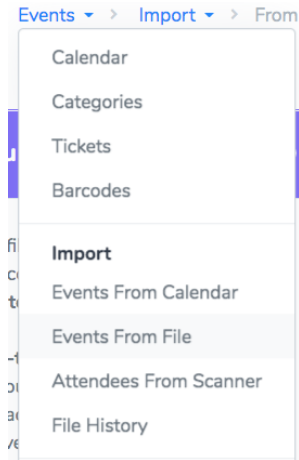 Events > Import > From
Calendar
Categories
Tickets
Barcodes
Import
Events From Calendar
Events From File
Attendees From Scanner
File History